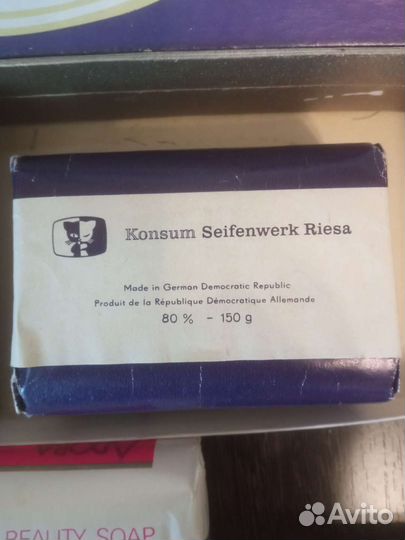 Konsum Seifenwerk Riesa
Made in German Democratic Republic
Produit de la République Démocratique Allemande
80 % – 150 g
ADORA
BEAUTY SOAP
Avito